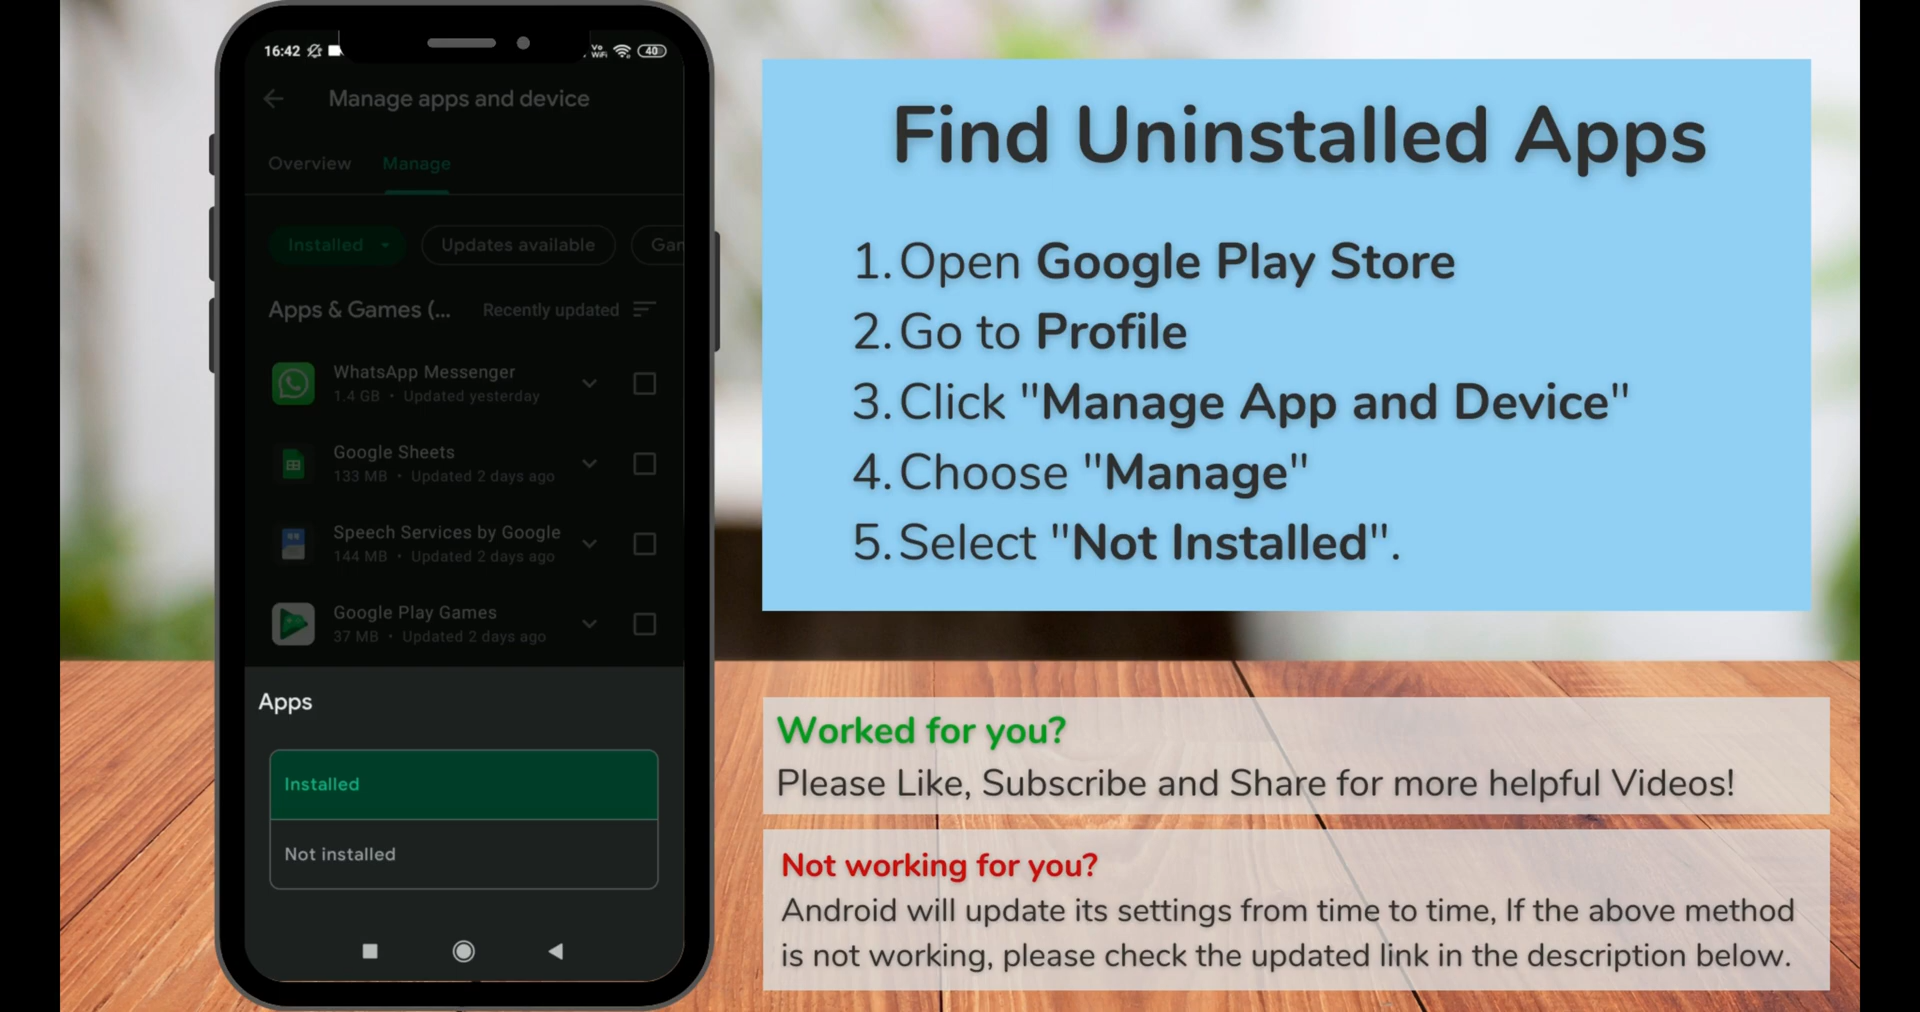 16:42
Vo
WiFi
40
Manage apps and device
Overview Manage
Installed Updates available
Apps & Games (... Recently updated
WhatsApp Messenger
1.4 GB • Updated yesterday
Google Sheets
133 MB • Updated 2 days ago
Speech Services by Google
144 MB • Updated 2 days ago
Google Play Games
37 MB • Updated 2 days ago
Apps
Installed
Not installed
Find Uninstalled Apps
1. Open Google Play Store
2. Go to Profile
3. Click "Manage App and Device"
4. Choose "Manage"
5. Select "Not Installed".
Worked for you?
Please Like, Subscribe and Share for more helpful Videos!
Not working for you?
Android will update its settings from time to time, If the above method
is not working, please check the updated link in the description below.